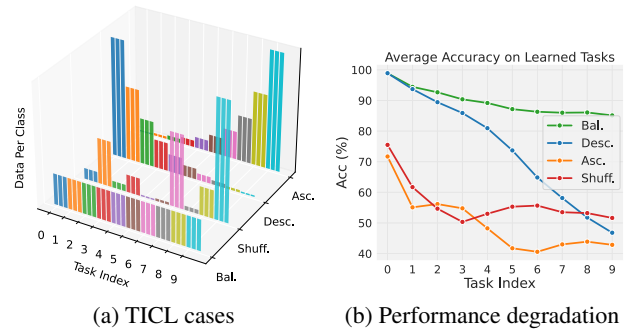 Data Per Class
0 1 2 3 4 5 6 7 8 9
Task Index
Bal.
Shuff.
Desc.
Asc.
(a) TICL cases
Average Accuracy on Learned Tasks
100
90
80
70
60
50
40
Acc (%)
Bal.
Desc.
Asc.
Shuff.
0 1 2 3 4 5 6 7 8 9
Task Index
(b) Performance degradation